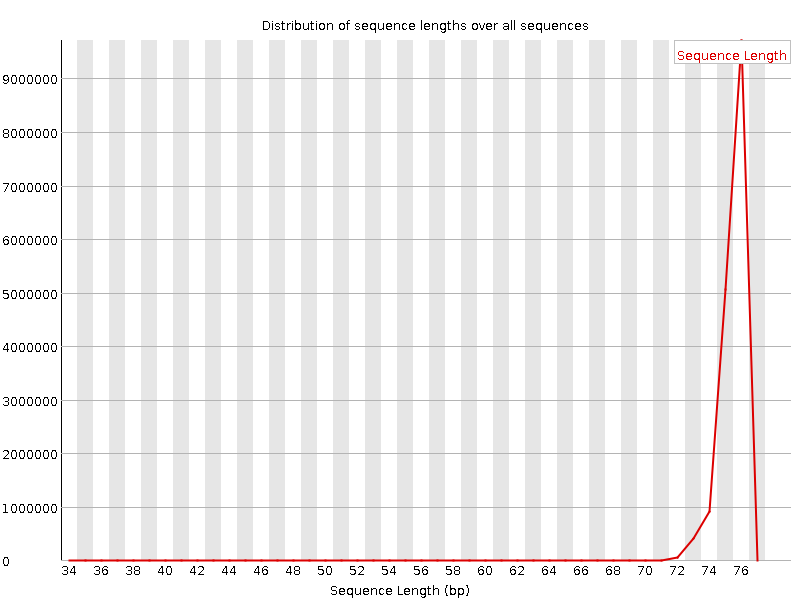 Distribution of sequence lengths over all sequences
Sequence Length
9000000
8000000
7000000
6000000
5000000
4000000
3000000
2000000
1000000
0
34 36 38 40 42 44 46 48 50 52 54 56 58 60 62 64 66 68 70 72 74 76
Sequence Length (bp)